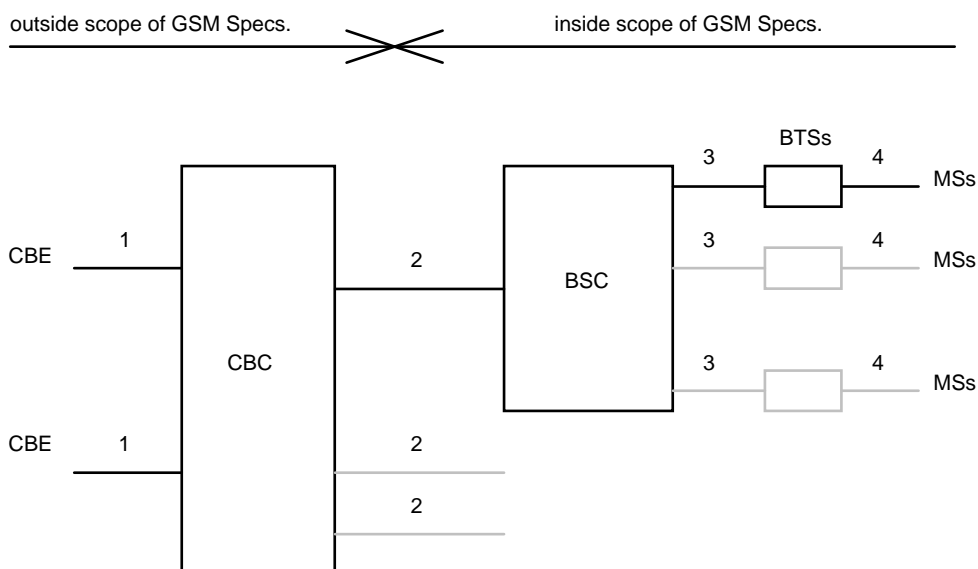 outside scope of GSM Specs. inside scope of GSM Specs.
BTSs
3 4
MSs
1
CBE
3 4
MSs
2
BSC
CBC
3 4
MSs
CBE
1
2
2